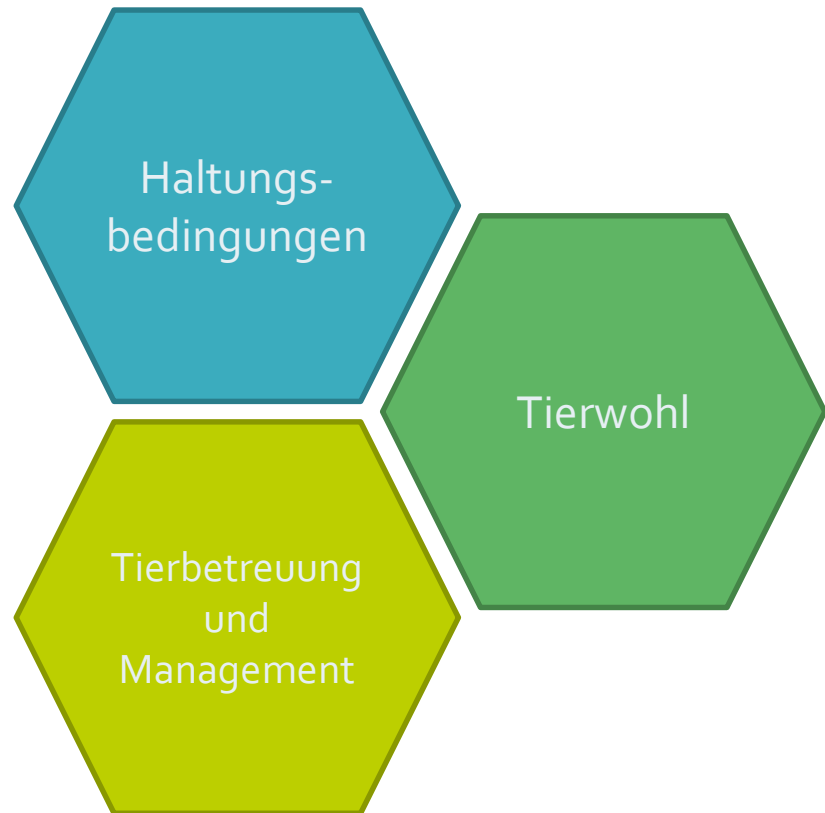 Haltungs-
bedingungen
Tierwohl
Tierbetreuung
und
Management